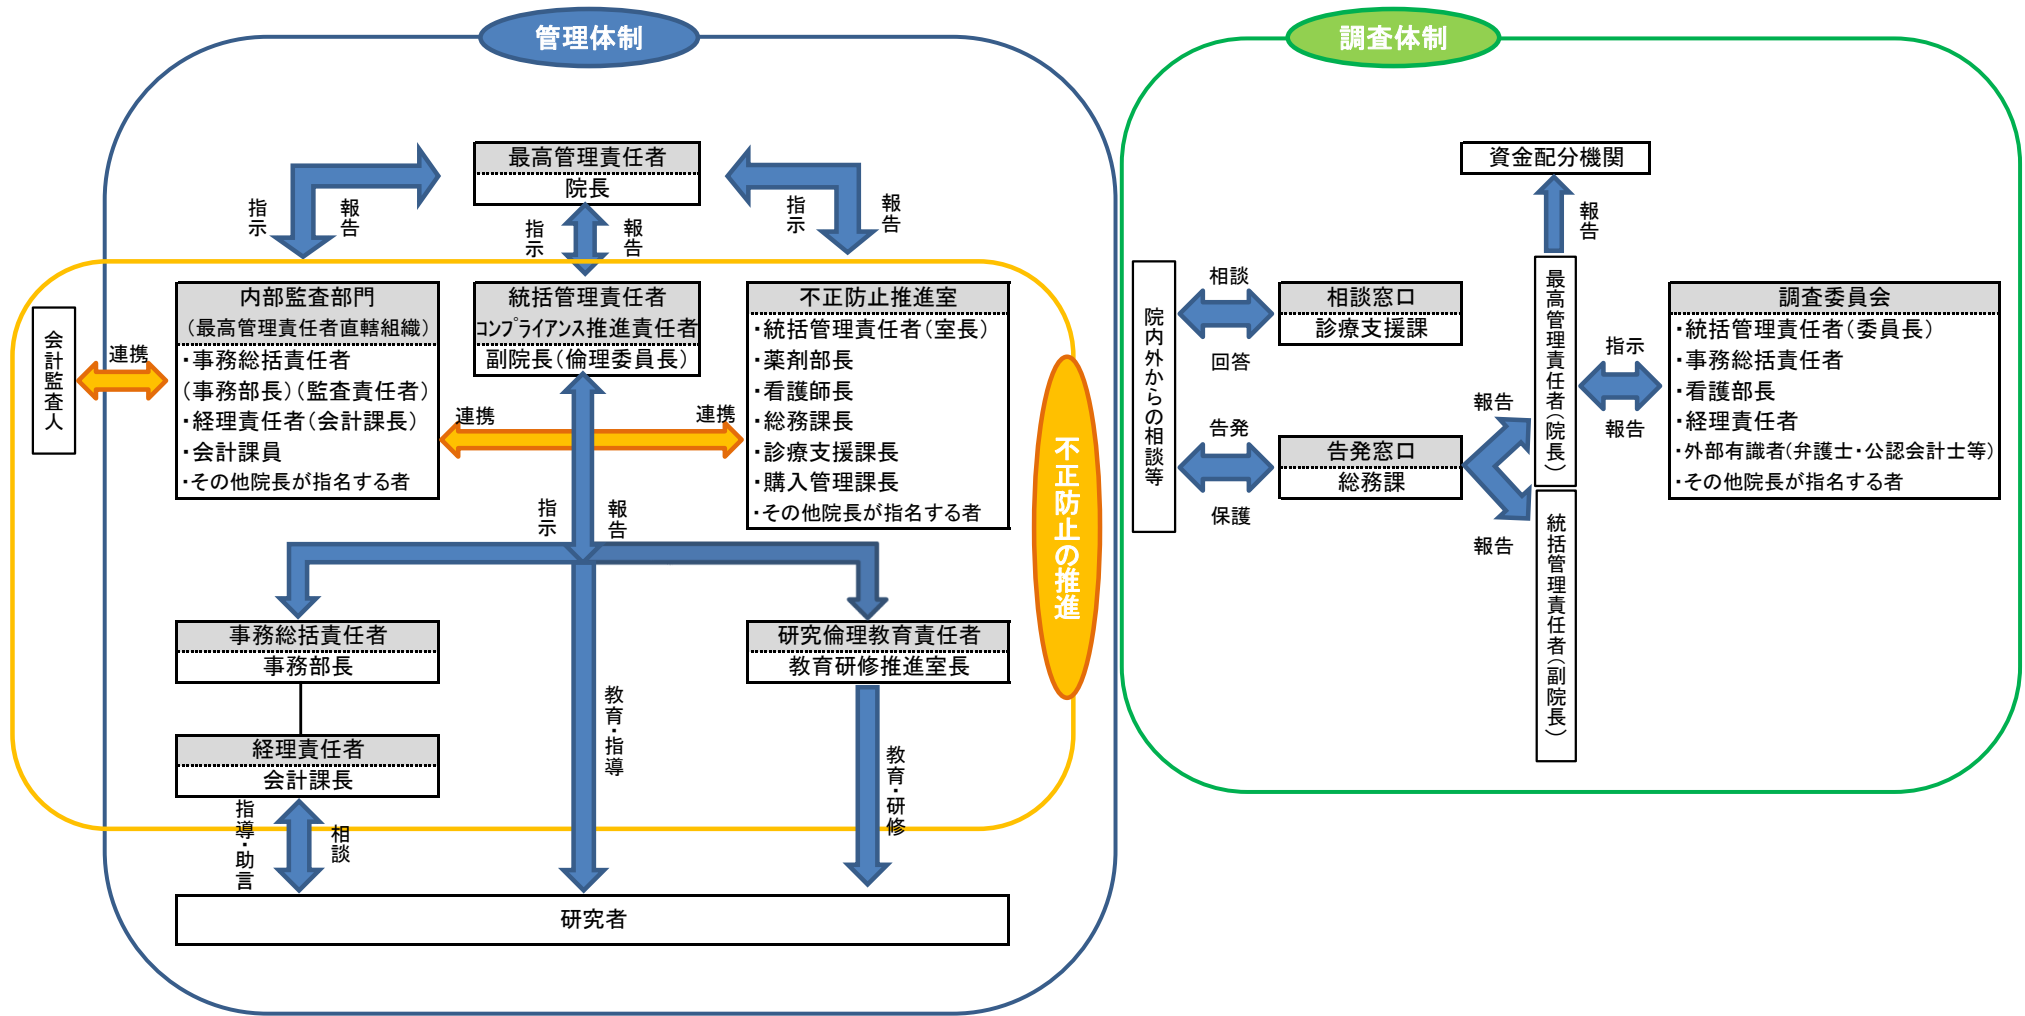 管理体制
最高管理責任者
院長
指示
報告
指示
報告
指示
報告
会計監査人
連携
内部監査部門
（最高管理責任者直轄組織）
・事務総括責任者
（事務部長）（監査責任者）
・経理責任者（会計課長）
・会計課員
・その他院長が指名する者
統括管理責任者
ｺﾝﾌﾟﾗｲｱﾝｽ推進責任者
副院長（倫理委員長）
連携
連携
不正防止推進室
・統括管理責任者（室長）
・薬剤部長
・看護師長
・総務課長
・診療支援課長
・購入管理課長
・その他院長が指名する者
不正防止の推進
指示
報告
事務総括責任者
事務部長
経理責任者
会計課長
研究倫理教育責任者
教育研修推進室長
教育・指導
教育・研修
指導・助言
相談
研究者
調査体制
資金配分機関
報告
院内外からの相談等
相談
回答
相談窓口
診療支援課
告発
保護
告発窓口
総務課
報告
報告
最高管理責任者（院長）
統括管理責任者（副院長）
指示
報告
調査委員会
・統括管理責任者（委員長）
・事務総括責任者
・看護部長
・経理責任者
・外部有識者（弁護士・公認会計士等）
・その他院長が指名する者